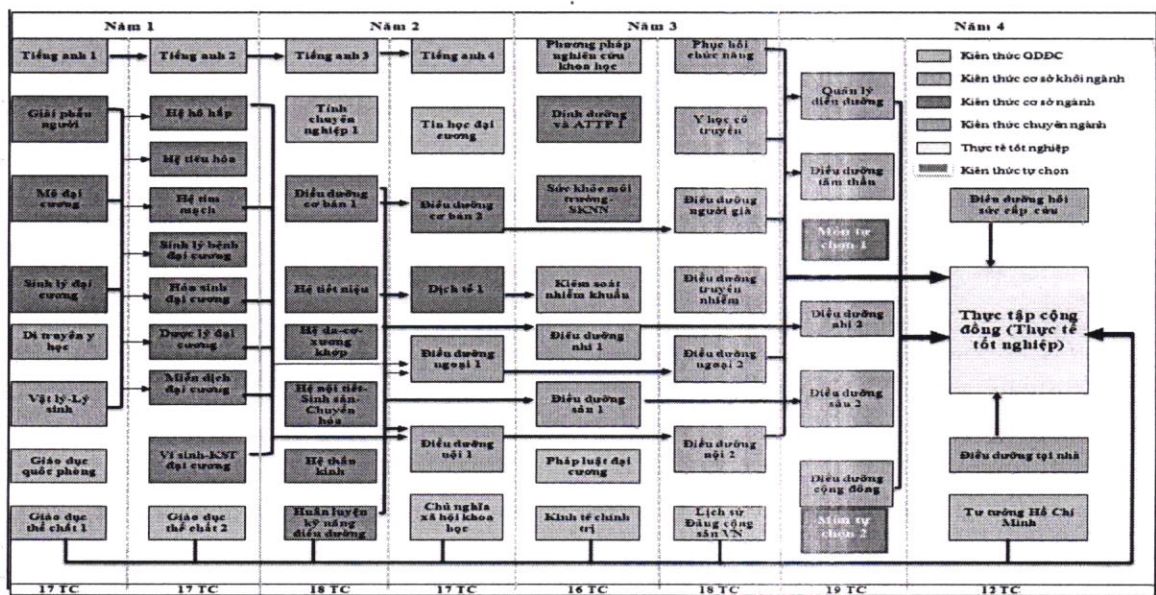 Năm 1
Năm 2
Năm 3
Năm 4
Tiếng anh 1
Giải phẫu
người
Mô đại
cương
Sinh lý đại cương
Di truyền y
học
Vật lý-Lý
sinh
Giáo dục
quốc phòng
Giáo dục
thể chất 1
Tiếng anh 2
Hệ hô hấp
Hệ tiêu hóa
Hệ tim
mạch
Sinh lý bệnh
đại cương
Hóa sinh
đại cương
Dược lý đại
cương
Miễn dịch
đại cương
Vi sinh-KST
đại cương
Giáo dục
thể chất 2
Tiếng anh 3
Tính
chuyên
nghiệp 1
Điều dưỡng
cơ bản 1
Hệ tiết niệu
Hệ da-cơ-
xương
khớp
Hệ nội tiết-
Sinh sản-
Chuyển
hóa
Hệ thần
kinh
Huấn luyện
kỹ năng
điều dưỡng
Tiếng anh 4
Tin học đại
cương
Điều dưỡng
cơ bản 2
Dịch tễ 1
Điều dưỡng
ngoại 1
Điều dưỡng
nội 1
Chủ nghĩa
xã hội khoa
học
Phương pháp
nghiên cứu
khoa học
Dinh dưỡng
và ATTP 1
Sức khỏe môi
trường-
SKNN
Kiểm soát
nhiễm khuẩn
Điều dưỡng
nhi 1
Điều dưỡng
sản 1
Pháp luật đại
cương
Kinh tế chính
trị
Phục hồi
chức năng
Y học cổ
truyền
Điều dưỡng
người già
Điều dưỡng
truyền
nhiễm
Điều dưỡng
ngoại 2
Điều dưỡng
nội 2
Lịch sử
Đảng cộng
sản VN
Quản lý
điều dưỡng
Điều dưỡng
tâm thần
Môn tự
chọn 1
Điều dưỡng
nhi 2
Điều dưỡng
sản 2
Điều dưỡng
cộng đồng
Môn tự
chọn 2
Kiến thức GDĐC
Kiến thức cơ sở khối ngành
Kiến thức cơ sở ngành
Kiến thức chuyên ngành
Thực tế tốt nghiệp
Kiến thức tự chọn
Điều dưỡng hồi
sức cấp cứu
Thực tập cộng
đồng (Thực tế
tốt nghiệp)
Điều dưỡng tại nhà
Tư tưởng Hồ Chí
Minh
17 TC
17 TC
18 TC
17 TC
16 TC
18 TC
19 TC
12 TC